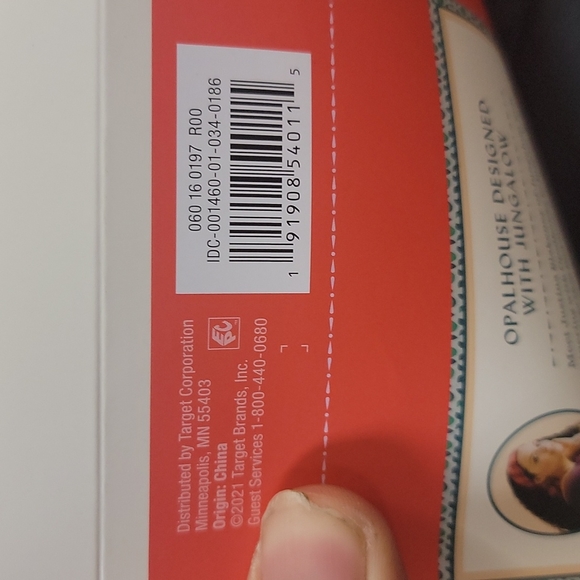 060 16 0197 R00
IDC-001460-01-034-0186
1 91908 54011 5
Distributed by Target Corporation
Minneapolis, MN 55403
Origin: China
©2021 Target Brands, Inc.
Guest Services 1-800-440-0680
OPALHOUSE DESIGNED
WITH JUNGALOW